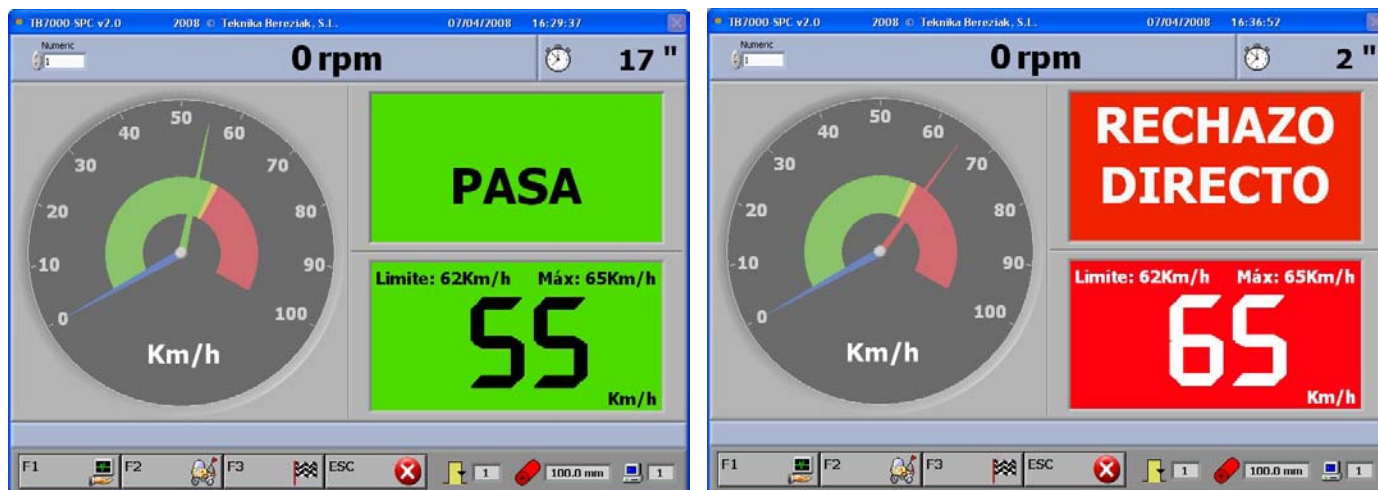 TB7000-SPC v2.0 2008 © Teknika Bereziak, S.L. 07/04/2008 16:29:37
Numeric
1
0 rpm
17 "
50
40 60
30 70
20 80
10 90
0 100
Km/h
PASA
Limite: 62Km/h Máx: 65Km/h
55
Km/h
F1 F2 F3 ESC 1 100.0 mm 1
TB7000-SPC v2.0 2008 © Teknika Bereziak, S.L. 07/04/2008 16:36:52
Numeric
1
0 rpm
2 "
50
40 60
30 70
20 80
10 90
0 100
Km/h
RECHAZO
DIRECTO
Limite: 62Km/h Máx: 65Km/h
65
Km/h
F1 F2 F3 ESC 1 100.0 mm 1